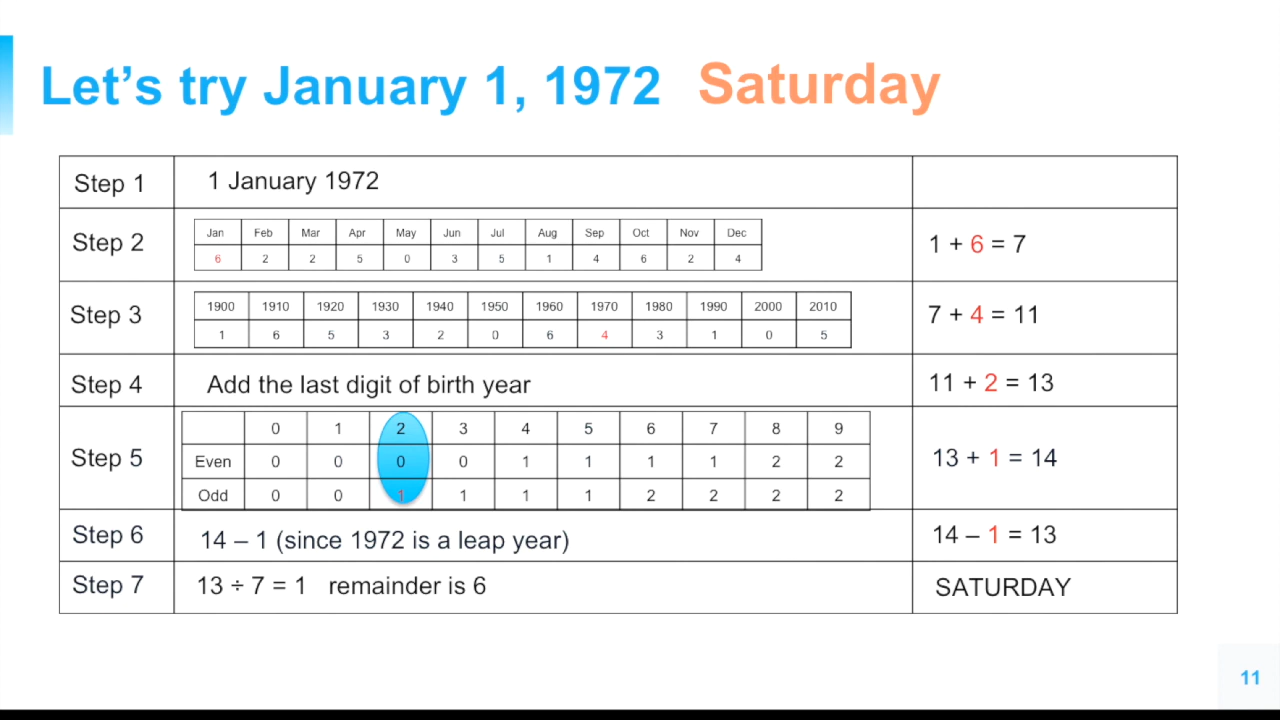 Let's try January 1, 1972 Saturday
Step 1 1 January 1972
Step 2 Jan Feb Mar Apr May Jun Jul Aug Sep Oct Nov Dec
6 2 2 5 0 3 5 1 4 6 2 4
1 + 6 = 7
Step 3 1900 1910 1920 1930 1940 1950 1960 1970 1980 1990 2000 2010
1 6 5 3 2 0 6 4 3 1 0 5
7 + 4 = 11
Step 4 Add the last digit of birth year 11 + 2 = 13
Step 5 0 1 2 3 4 5 6 7 8 9
Even 0 0 0 0 1 1 1 1 2 2
Odd 0 0 1 1 1 1 2 2 2 2
13 + 1 = 14
Step 6 14 – 1 (since 1972 is a leap year) 14 – 1 = 13
Step 7 13 ÷ 7 = 1 remainder is 6 SATURDAY
11